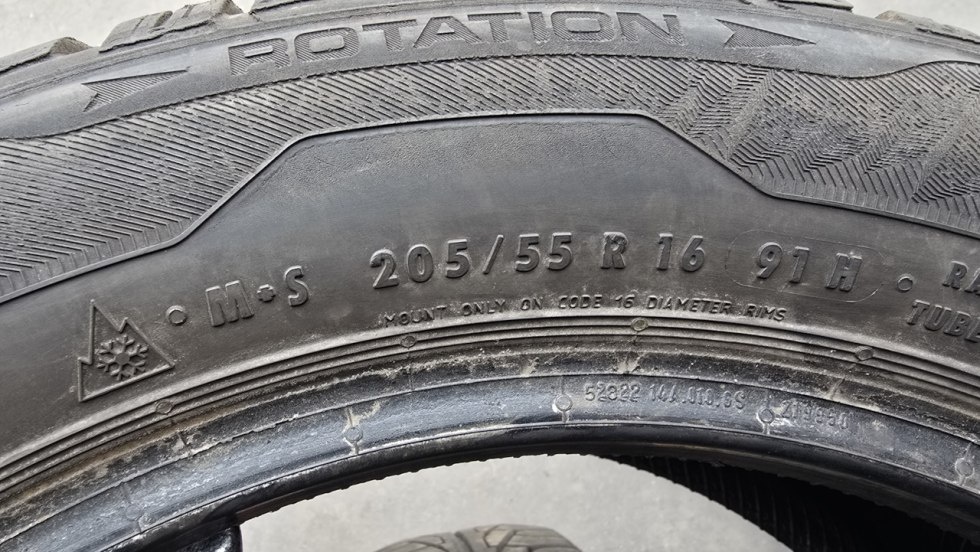 ROTATION
M+S 205/55 R 16 91 H
MOUNT ONLY ON CODE 16 DIAMETER RIMS